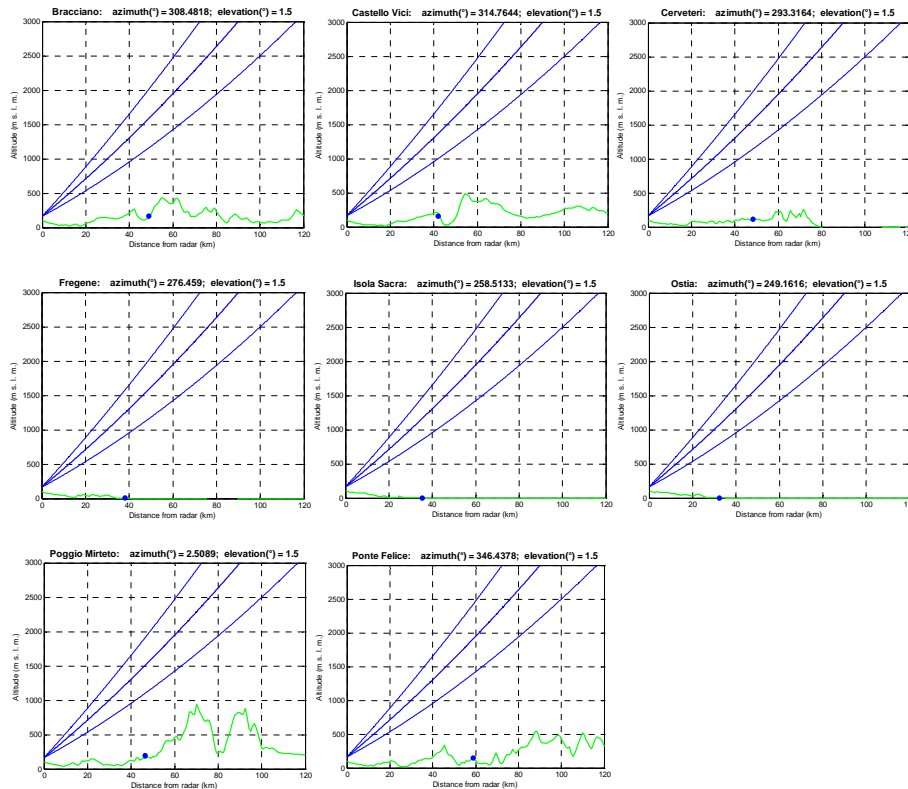 Bracciano: azimuth(°) = 308.4818; elevation(°) = 1.5
3000
2500
2000
1500
1000
500
0
Altitude (m s. l. m.)
0 20 40 60 80 100 120
Distance from radar (km)
Castello Vici: azimuth(°) = 314.7644; elevation(°) = 1.5
3000
2500
2000
1500
1000
500
0
Altitude (m s. l. m.)
0 20 40 60 80 100 120
Distance from radar (km)
Cerveteri: azimuth(°) = 293.3164; elevation(°) = 1.5
3000
2500
2000
1500
1000
500
0
Altitude (m s. l. m.)
0 20 40 60 80 100 120
Distance from radar (km)
Fregene: azimuth(°) = 276.459; elevation(°) = 1.5
3000
2500
2000
1500
1000
500
0
Altitude (m s. l. m.)
0 20 40 60 80 100 120
Distance from radar (km)
Isola Sacra: azimuth(°) = 258.5133; elevation(°) = 1.5
3000
2500
2000
1500
1000
500
0
Altitude (m s. l. m.)
0 20 40 60 80 100 120
Distance from radar (km)
Ostia: azimuth(°) = 249.1616; elevation(°) = 1.5
3000
2500
2000
1500
1000
500
0
Altitude (m s. l. m.)
0 20 40 60 80 100 120
Distance from radar (km)
Poggio Mirteto: azimuth(°) = 2.5089; elevation(°) = 1.5
3000
2500
2000
1500
1000
500
0
Altitude (m s. l. m.)
0 20 40 60 80 100 120
Distance from radar (km)
Ponte Felice: azimuth(°) = 346.4378; elevation(°) = 1.5
3000
2500
2000
1500
1000
500
0
Altitude (m s. l. m.)
0 20 40 60 80 100 120
Distance from radar (km)